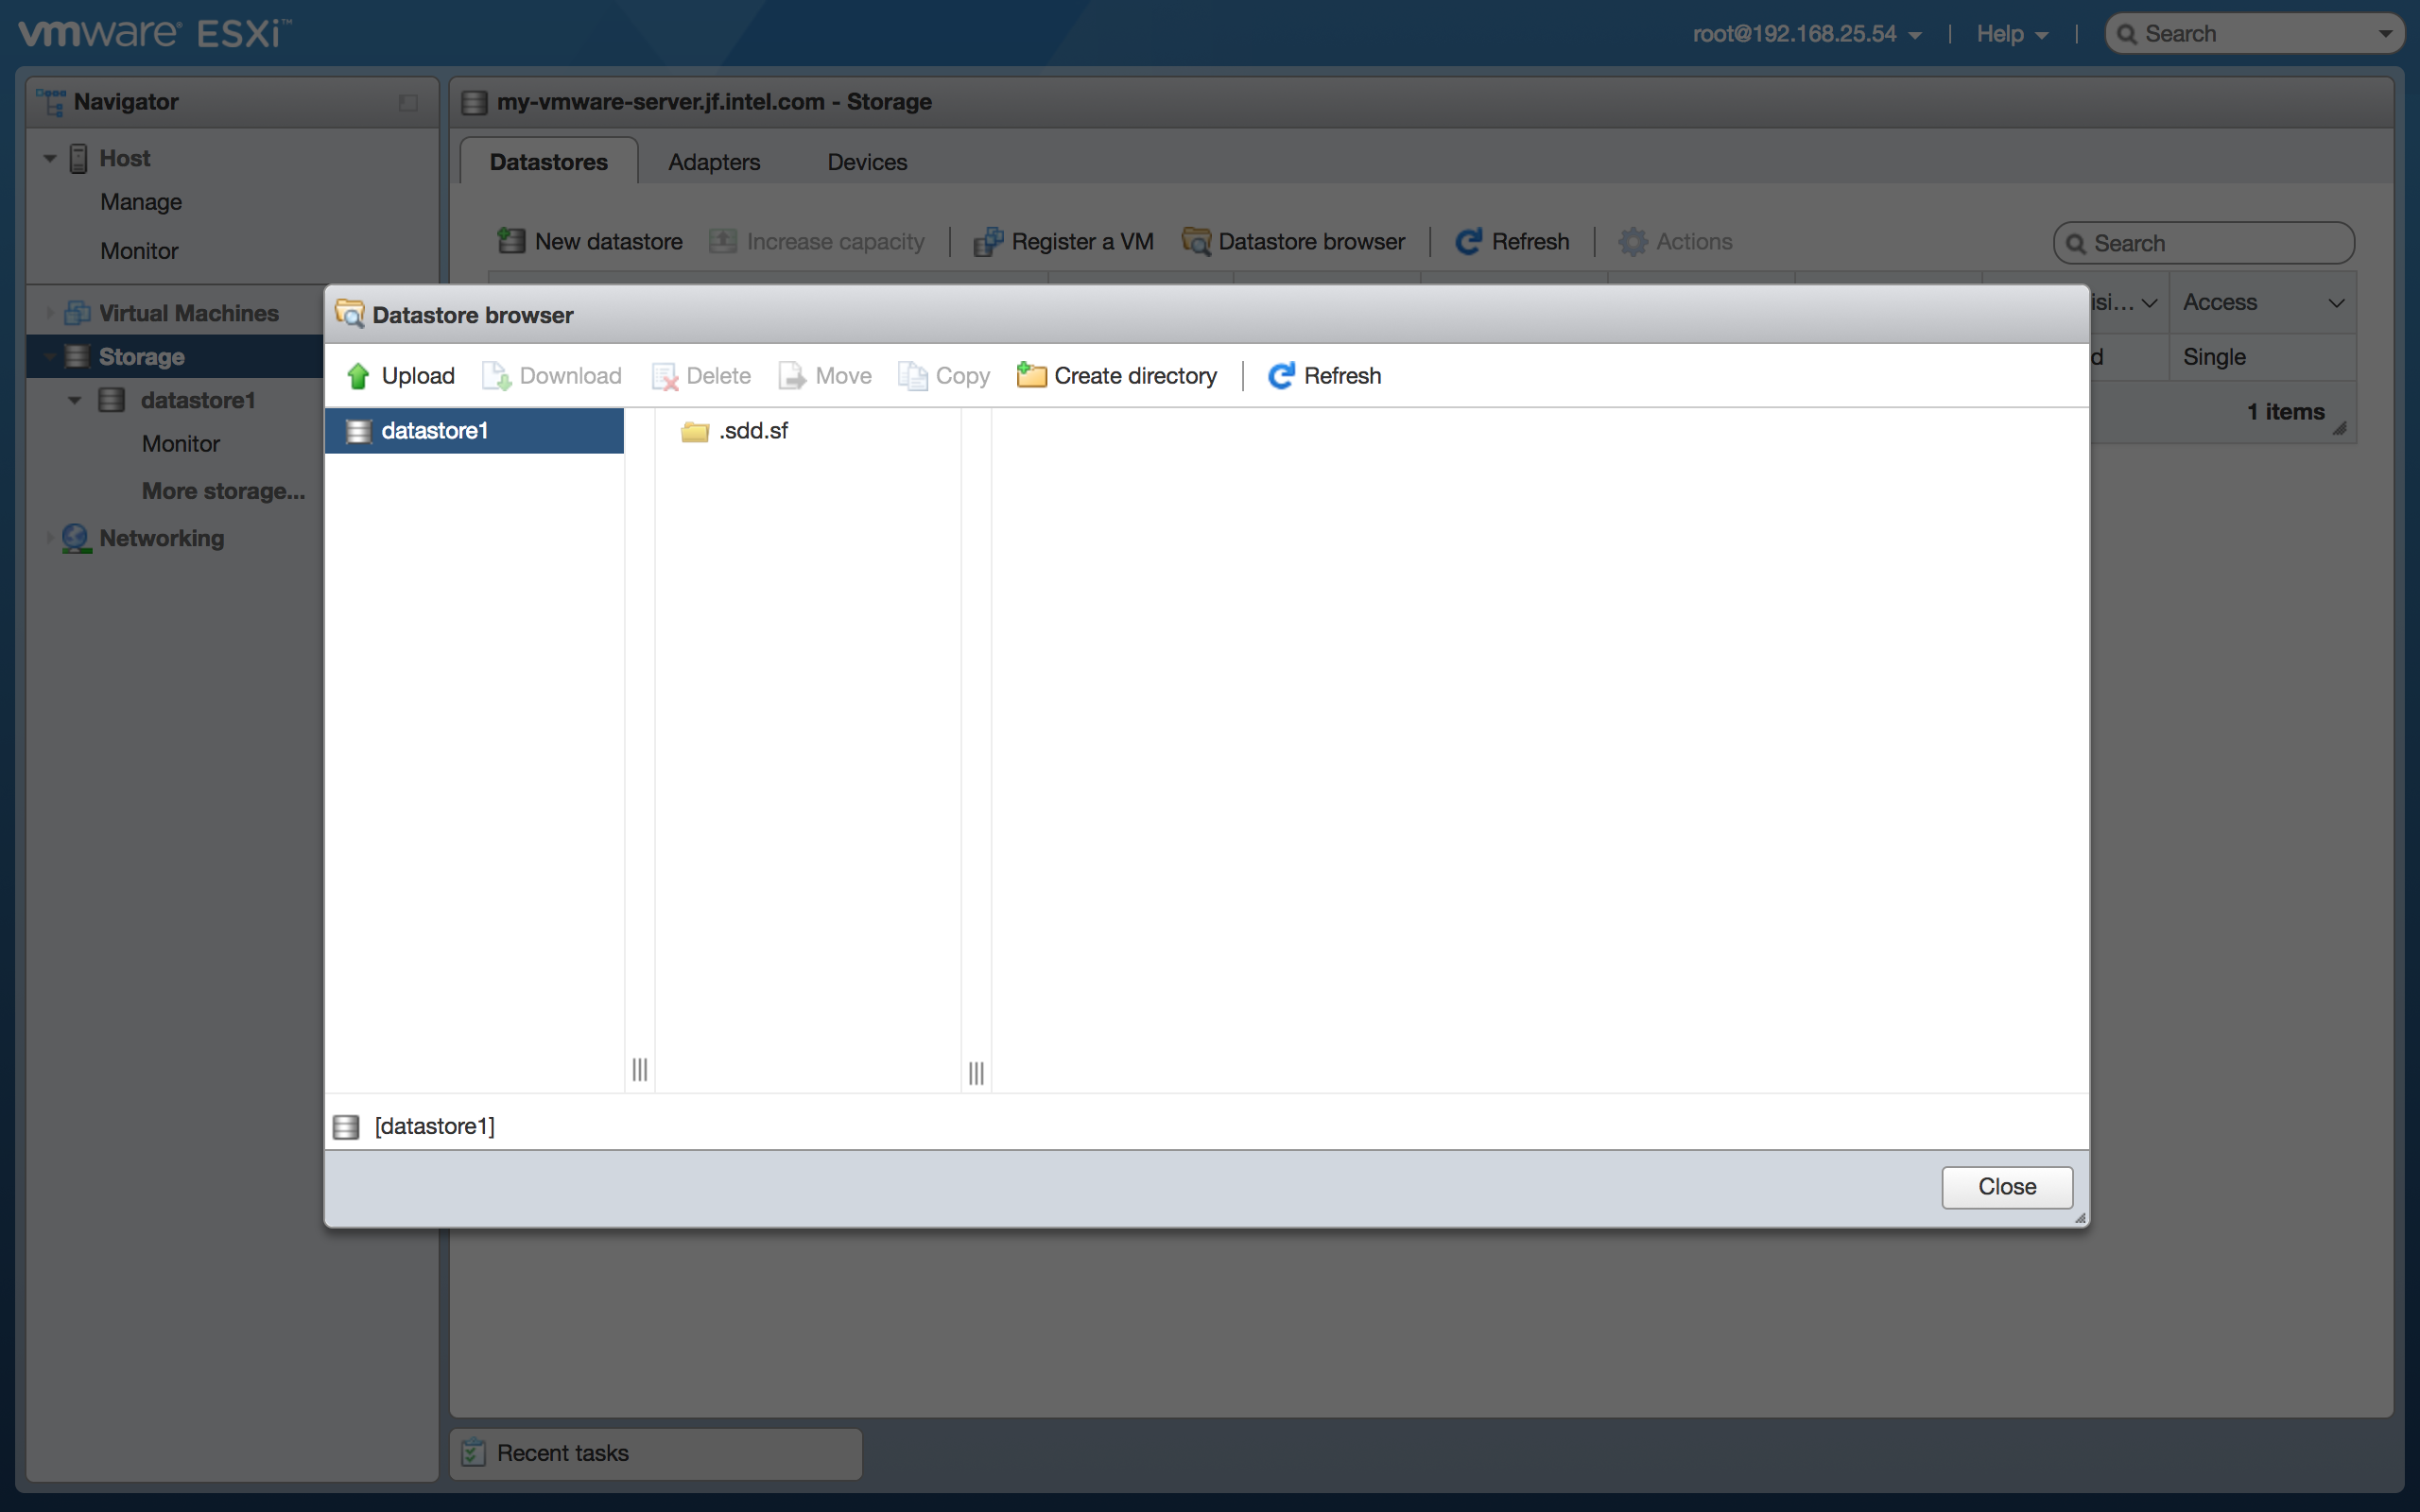 vmware® ESXi™
root@192.168.25.54 | Help | Search
Navigator
Host
Manage
Monitor
Virtual Machines
Storage
datastore1
Monitor
More storage...
Networking
my-vmware-server.jf.intel.com - Storage
Datastores Adapters Devices
New datastore Increase capacity | Register a VM Datastore browser | Refresh | Actions Search
Access
Single
1 items
Datastore browser
Upload Download Delete Move Copy Create directory | Refresh
datastore1 .sdd.sf
[datastore1]
Close
Recent tasks